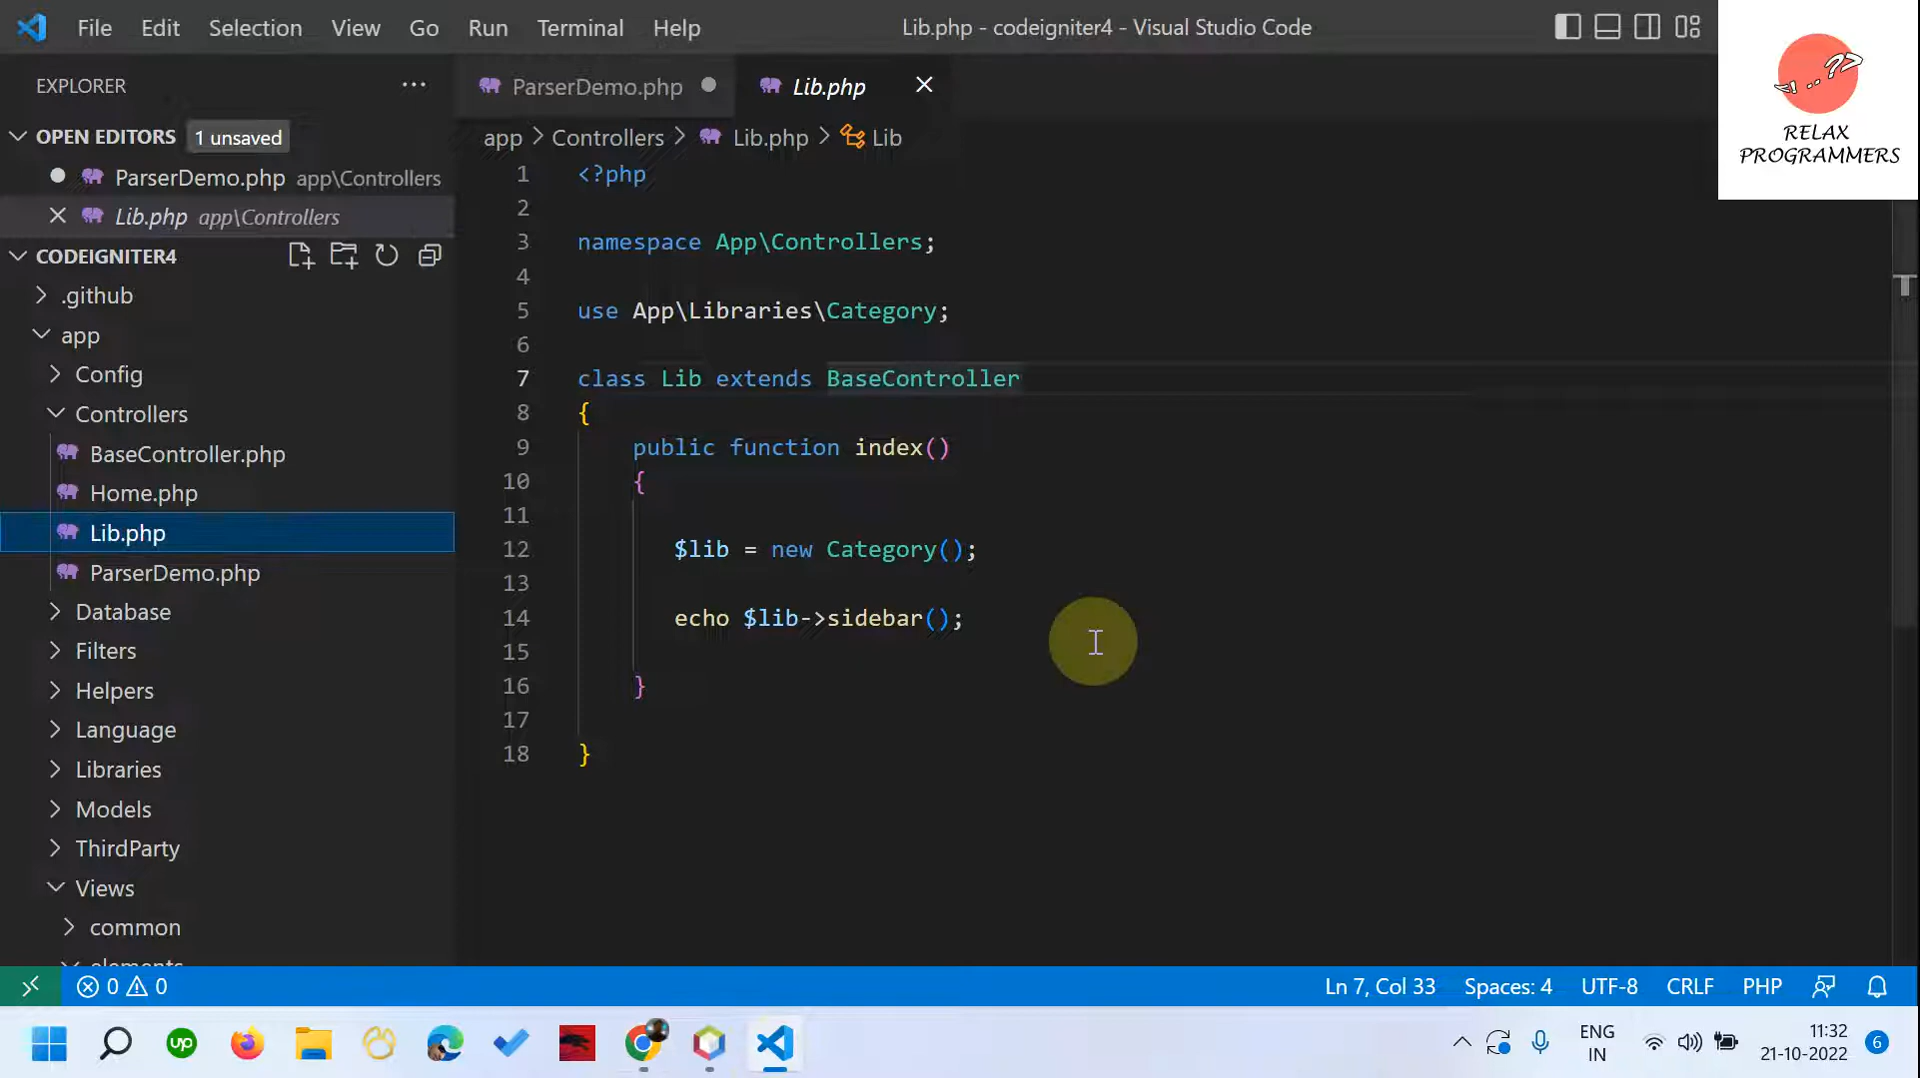 File Edit Selection View Go Run Terminal Help
Lib.php - codeigniter4 - Visual Studio Code
<!..??>
RELAX
PROGRAMMERS
EXPLORER
OPEN EDITORS 1 unsaved
ParserDemo.php app\Controllers
Lib.php app\Controllers
CODEIGNITER4
.github
app
Config
Controllers
BaseController.php
Home.php
Lib.php
ParserDemo.php
Database
Filters
Helpers
Language
Libraries
Models
ThirdParty
Views
common
elements
ParserDemo.php
Lib.php
app > Controllers > Lib.php > Lib
1 <?php
2
3 namespace App\Controllers;
4
5 use App\Libraries\Category;
6
7 class Lib extends BaseController
8 {
9 public function index()
10 {
11
12 $lib = new Category();
13
14 echo $lib->sidebar();
15
16 }
17
18 }
0 0
Ln 7, Col 33 Spaces: 4 UTF-8 CRLF PHP
up
ENG
IN
11:32
21-10-2022
6